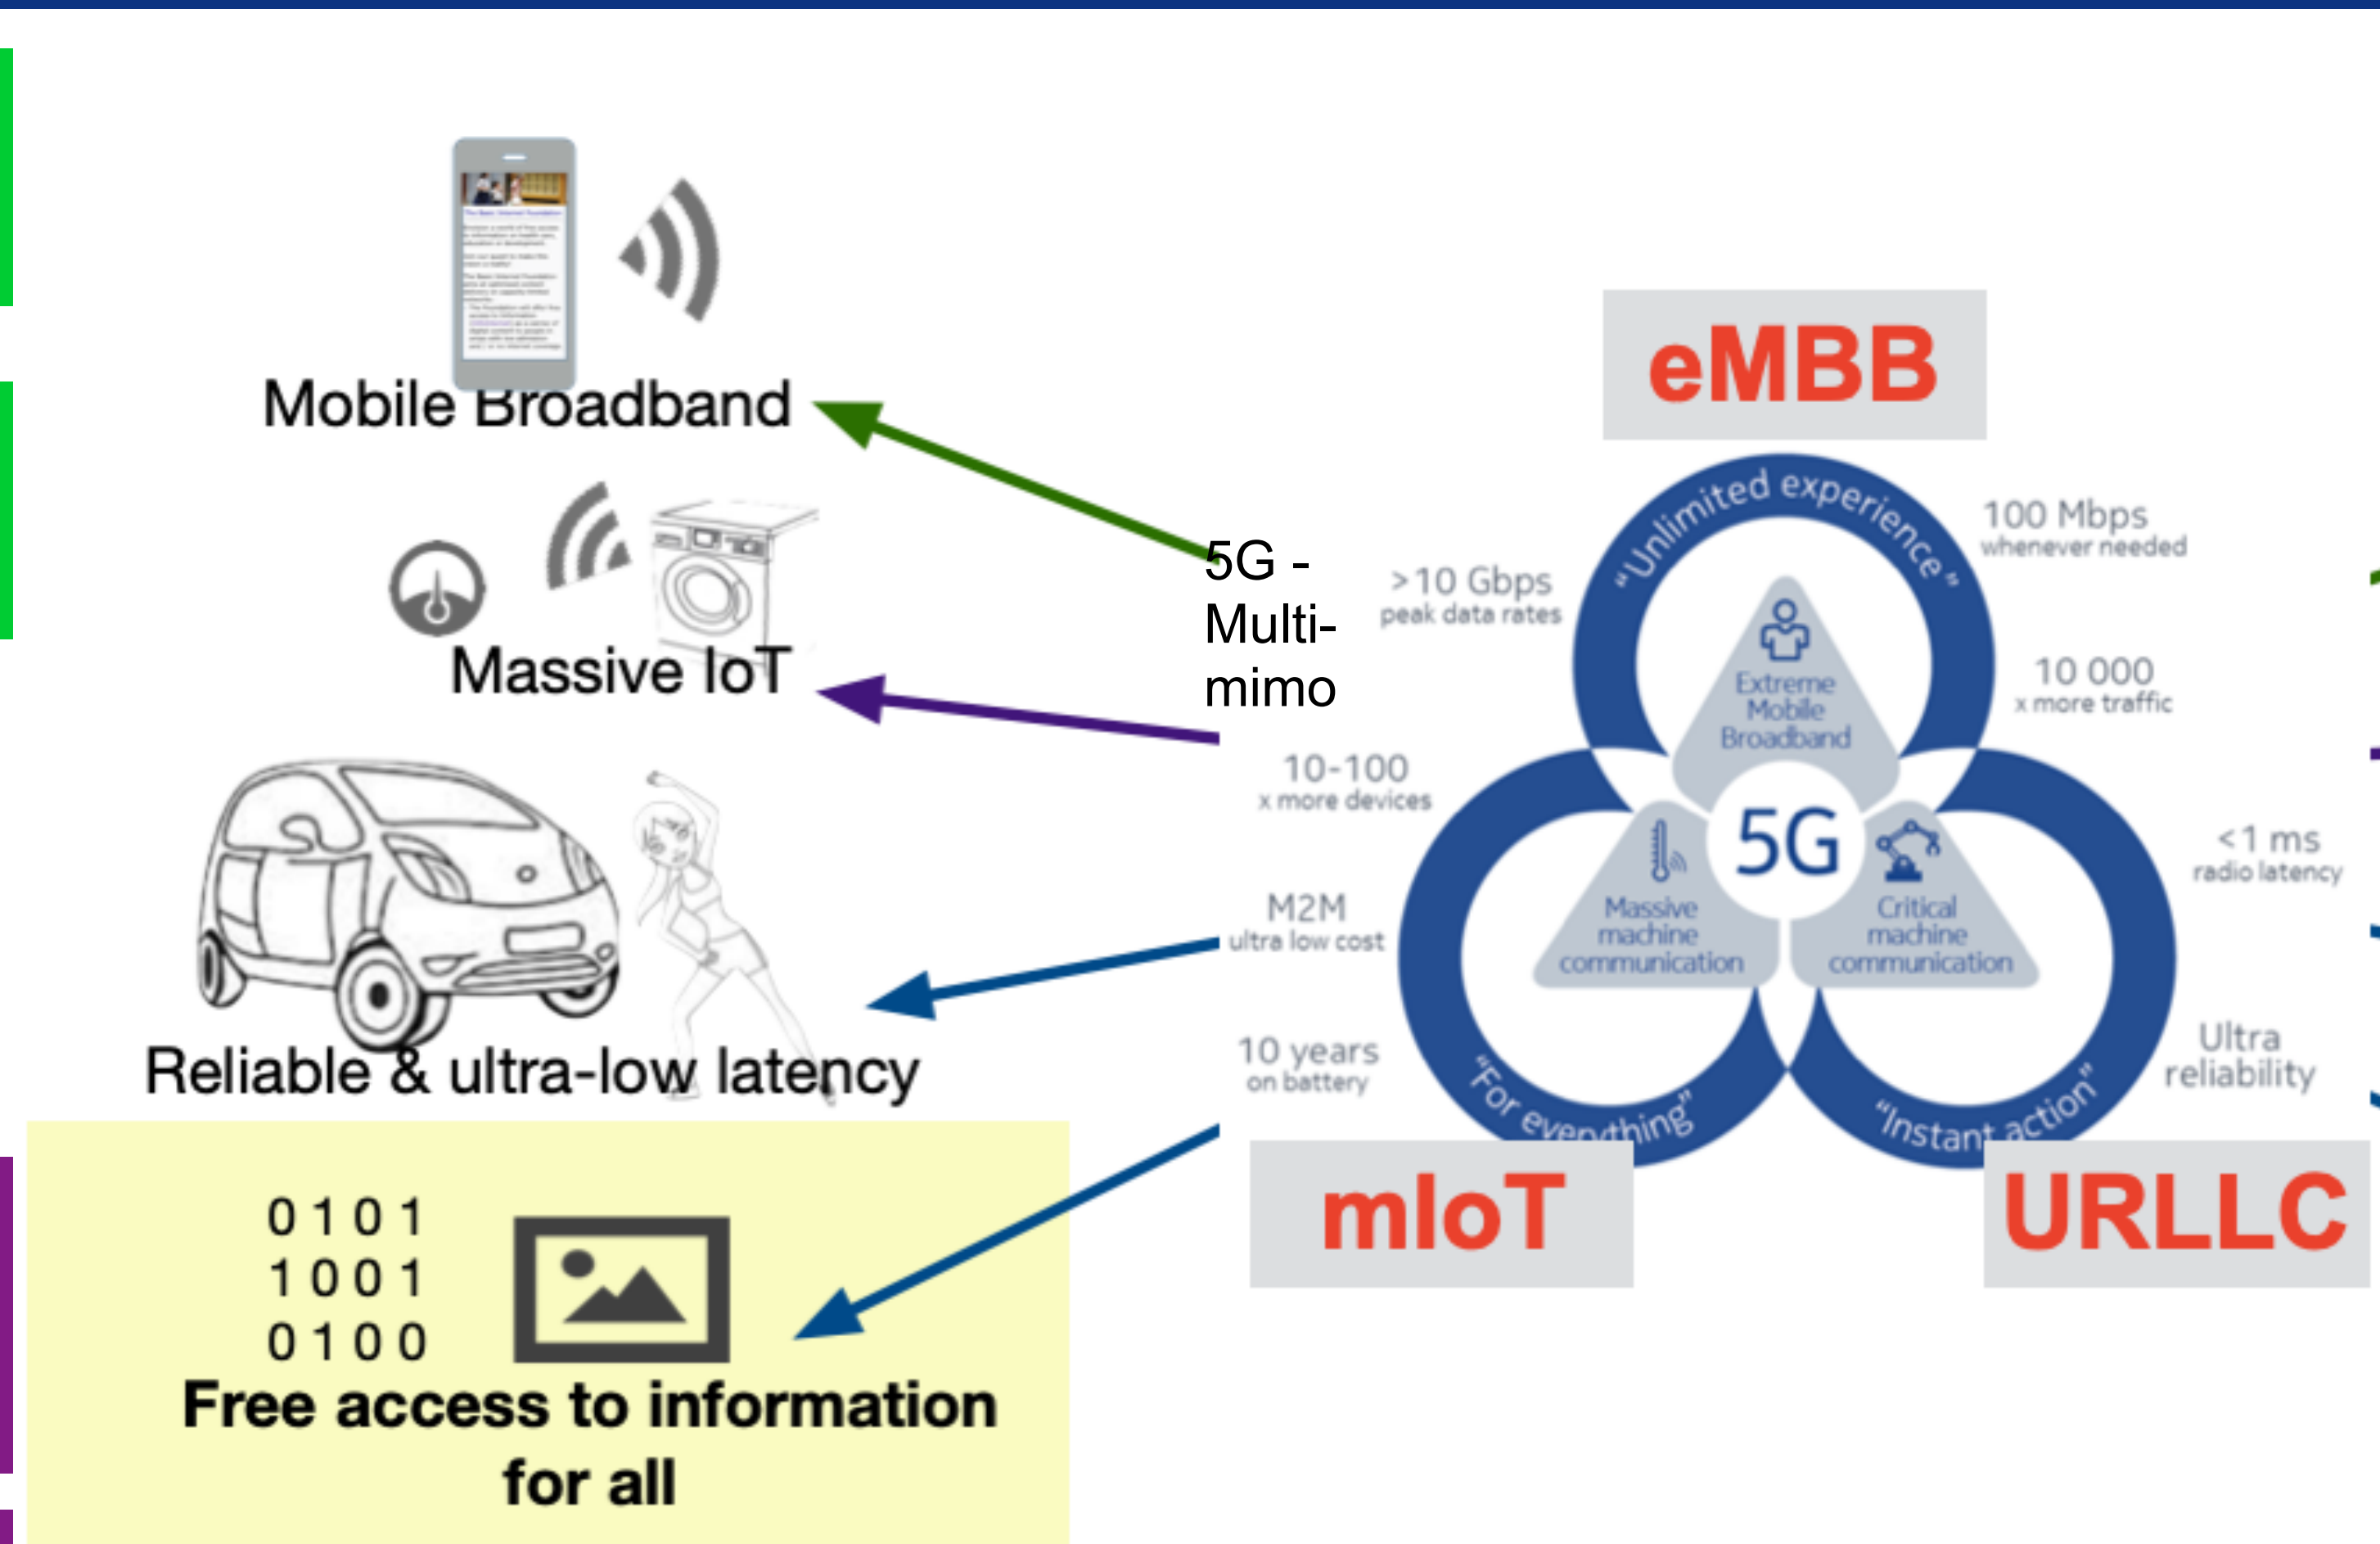 The Basic Internet Foundation
Mobile Broadband
Massive IoT
Reliable & ultra-low latency
0 1 0 1
1 0 0 1
0 1 0 0
Free access to information
for all
5G -
Multi-
mimo
eMBB
“Unlimited experience”
100 Mbps
whenever needed
>10 Gbps
peak data rates
10 000
x more traffic
Extreme
Mobile
Broadband
10-100
x more devices
5G
<1 ms
radio latency
M2M
ultra low cost
Massive
machine
communication
Critical
machine
communication
10 years
on battery
Ultra
reliability
“For everything”
“Instant action”
mIoT
URLLC